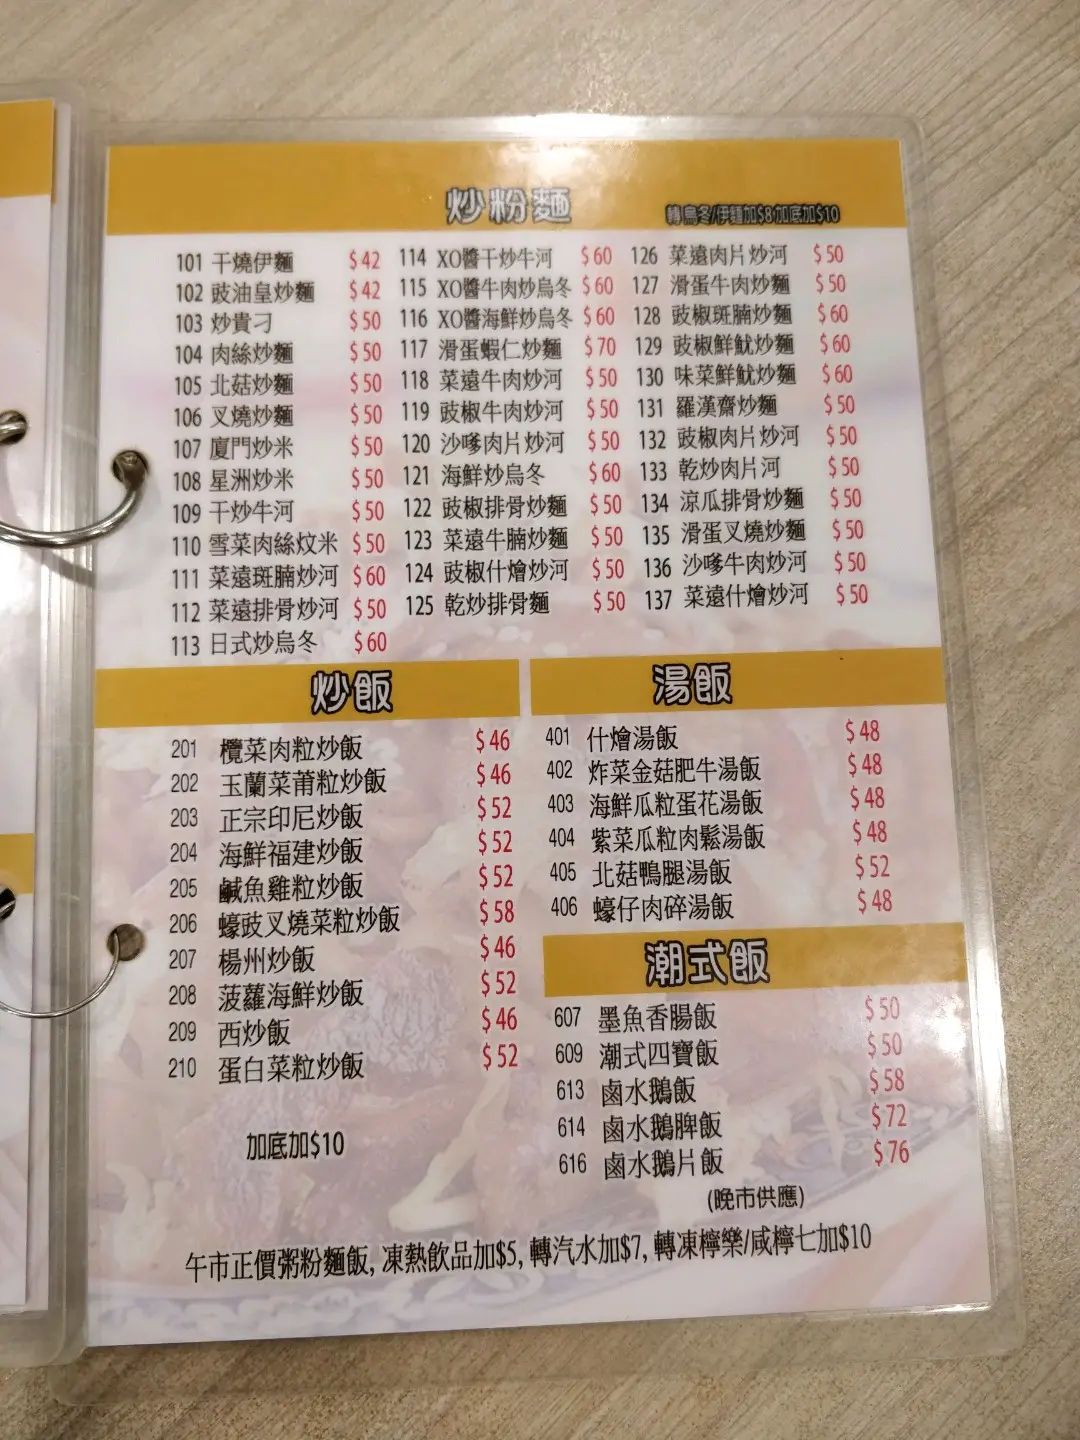 炒粉麵
轉烏冬/伊麵加$8加底加$10
101 干燒伊麵 $42
102 豉油皇炒麵 $42
103 炒貴刁 $50
104 肉絲炒麵 $50
105 北菇炒麵 $50
106 叉燒炒麵 $50
107 廈門炒米 $50
108 星洲炒米 $50
109 干炒牛河 $50
110 雪菜肉絲炆米 $50
111 菜遠斑腩炒河 $60
112 菜遠排骨炒河 $50
113 日式炒烏冬 $60
114 XO醬干炒牛河 $60
115 XO醬牛肉炒烏冬 $60
116 XO醬海鮮炒烏冬 $60
117 滑蛋蝦仁炒麵 $70
118 菜遠牛肉炒河 $50
119 豉椒牛肉炒河 $50
120 沙嗲肉片炒河 $50
121 海鮮炒烏冬 $60
122 豉椒排骨炒麵 $50
123 菜遠牛腩炒麵 $50
124 豉椒什燴炒河 $50
125 乾炒排骨麵 $50
126 菜遠肉片炒河 $50
127 滑蛋牛肉炒麵 $50
128 豉椒斑腩炒麵 $60
129 豉椒鮮魷炒麵 $60
130 味菜鮮魷炒麵 $60
131 羅漢齋炒麵 $50
132 豉椒肉片炒河 $50
133 乾炒肉片河 $50
134 涼瓜排骨炒麵 $50
135 滑蛋叉燒炒麵 $50
136 沙嗲牛肉炒河 $50
137 菜遠什燴炒河 $50
炒飯
201 欖菜肉粒炒飯 $46
202 玉蘭菜莆粒炒飯 $46
203 正宗印尼炒飯 $52
204 海鮮福建炒飯 $52
205 鹹魚雞粒炒飯 $52
206 蠔豉叉燒菜粒炒飯 $58
207 楊州炒飯 $46
208 菠蘿海鮮炒飯 $52
209 西炒飯 $46
210 蛋白菜粒炒飯 $52
加底加$10
湯飯
401 什燴湯飯 $48
402 炸菜金菇肥牛湯飯 $48
403 海鮮瓜粒蛋花湯飯 $48
404 紫菜瓜粒肉鬆湯飯 $48
405 北菇鴨腿湯飯 $52
406 蠔仔肉碎湯飯 $48
潮式飯
607 墨魚香腸飯 $50
609 潮式四寶飯 $50
613 鹵水鵝飯 $58
614 鹵水鵝脾飯 $72
616 鹵水鵝片飯 $76
(晚市供應)
午市正價粥粉麵飯, 凍熱飲品加$5, 轉汽水加$7, 轉凍檸樂/咸檸七加$10